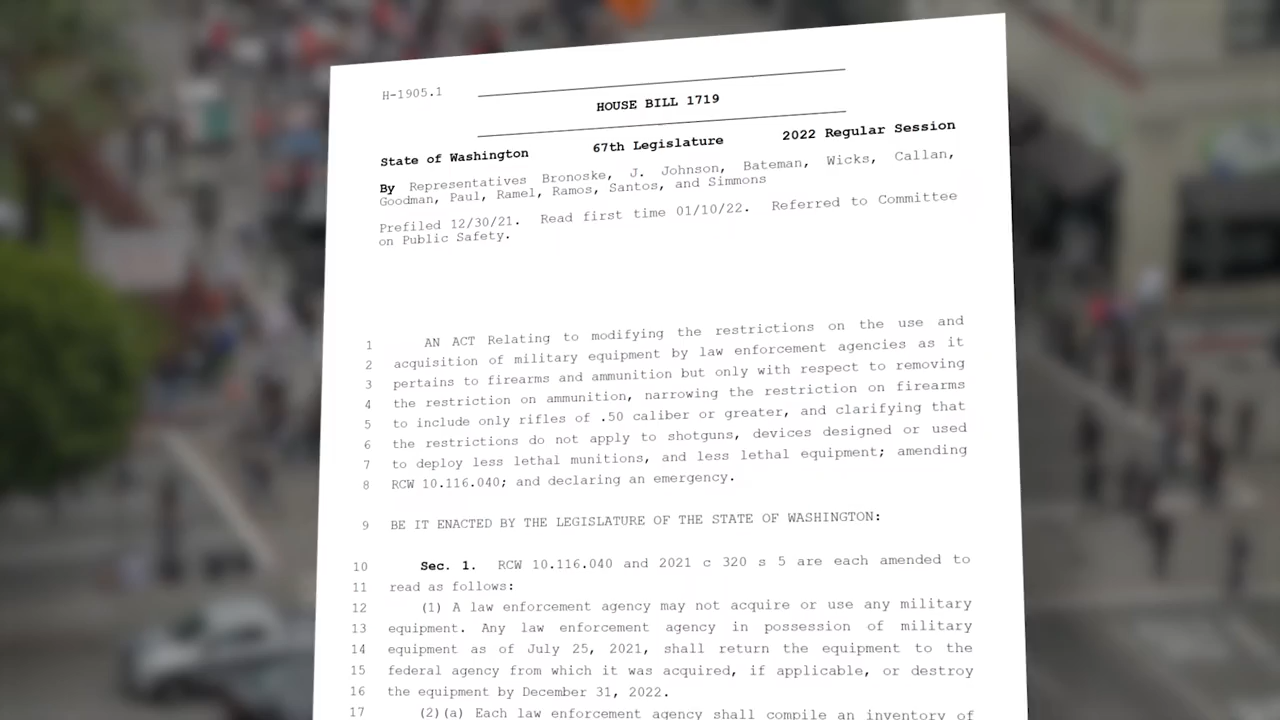 H-1905.1
HOUSE BILL 1719
State of Washington 67th Legislature 2022 Regular Session
By Representatives Bronoske, J. Johnson, Bateman, Wicks, Callan,
Goodman, Paul, Ramel, Ramos, Santos, and Simmons
Prefiled 12/30/21. Read first time 01/10/22. Referred to Committee
on Public Safety.
1 AN ACT Relating to modifying the restrictions on the use and
2 acquisition of military equipment by law enforcement agencies as it
3 pertains to firearms and ammunition but only with respect to removing
4 the restriction on ammunition, narrowing the restriction on firearms
5 to include only rifles of .50 caliber or greater, and clarifying that
6 the restrictions do not apply to shotguns, devices designed or used
7 to deploy less lethal munitions, and less lethal equipment; amending
8 RCW 10.116.040; and declaring an emergency.
9 BE IT ENACTED BY THE LEGISLATURE OF THE STATE OF WASHINGTON:
10 Sec. 1. RCW 10.116.040 and 2021 c 320 s 5 are each amended to
11 read as follows:
12 (1) A law enforcement agency may not acquire or use any military
13 equipment. Any law enforcement agency in possession of military
14 equipment as of July 25, 2021, shall return the equipment to the
15 federal agency from which it was acquired, if applicable, or destroy
16 the equipment by December 31, 2022.
17 (2)(a) Each law enforcement agency shall compile an inventory of